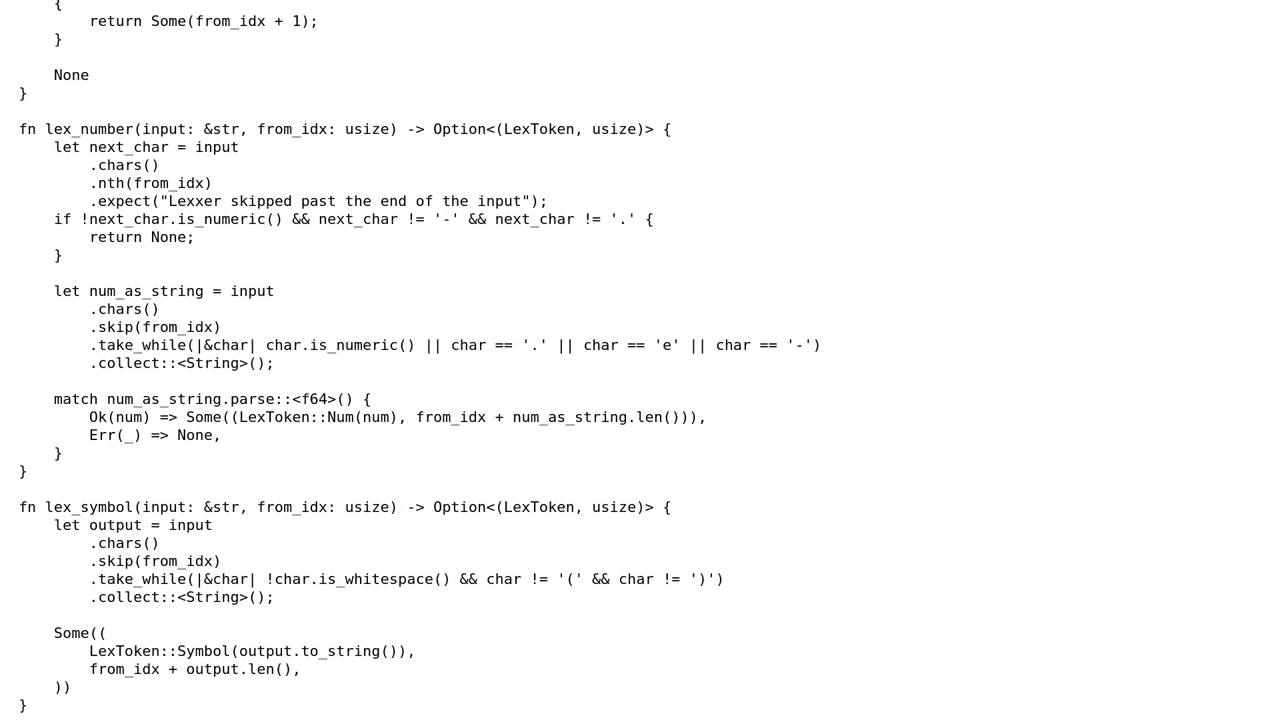 {
        return Some(from_idx + 1);
    }

    None
}

fn lex_number(input: &str, from_idx: usize) -> Option<(LexToken, usize)> {
    let next_char = input
        .chars()
        .nth(from_idx)
        .expect("Lexxer skipped past the end of the input");
    if !next_char.is_numeric() && next_char != '-' && next_char != '.' {
        return None;
    }

    let num_as_string = input
        .chars()
        .skip(from_idx)
        .take_while(|&char| char.is_numeric() || char == '.' || char == 'e' || char == '-')
        .collect::<String>();

    match num_as_string.parse::<f64>() {
        Ok(num) => Some((LexToken::Num(num), from_idx + num_as_string.len())),
        Err(_) => None,
    }
}

fn lex_symbol(input: &str, from_idx: usize) -> Option<(LexToken, usize)> {
    let output = input
        .chars()
        .skip(from_idx)
        .take_while(|&char| !char.is_whitespace() && char != '(' && char != ')')
        .collect::<String>();

    Some((
        LexToken::Symbol(output.to_string()),
        from_idx + output.len(),
    ))
}